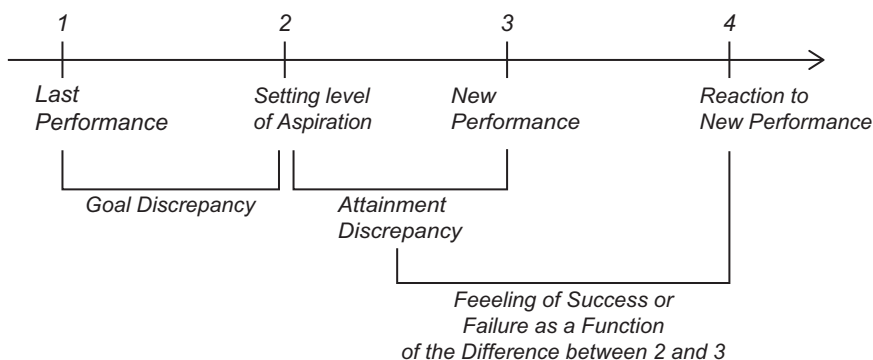 1
2
3
4
Last
Performance
Setting level
of Aspiration
New
Performance
Reaction to
New Performance
Goal Discrepancy
Attainment
Discrepancy
Feeeling of Success or
Failure as a Function
of the Difference between 2 and 3